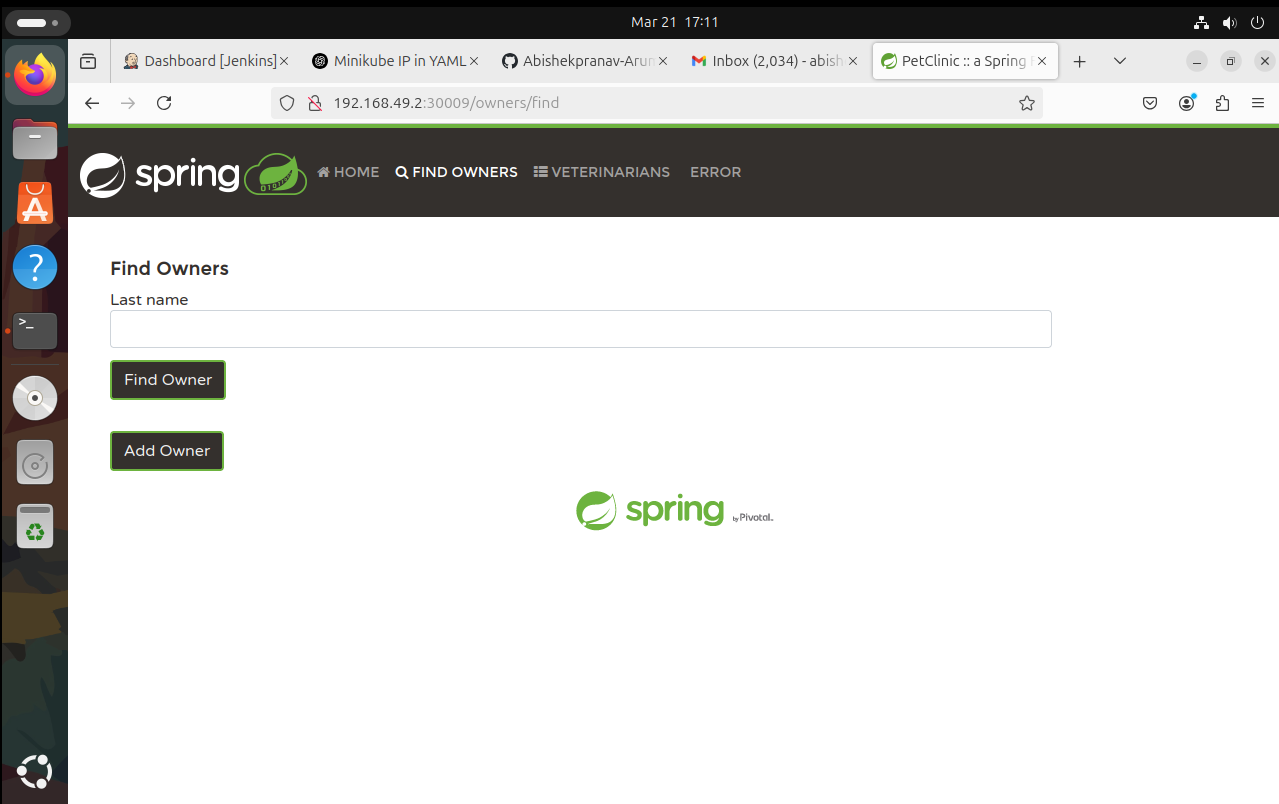 Mar 21 17:11
Dashboard [Jenkins]
Minikube IP in YAML
Abishekpranav-Arun
Inbox (2,034) - abish
PetClinic :: a Spring
192.168.49.2:30009/owners/find
spring
HOME
FIND OWNERS
VETERINARIANS
ERROR
Find Owners
Last name
Find Owner
Add Owner
spring by Pivotal.